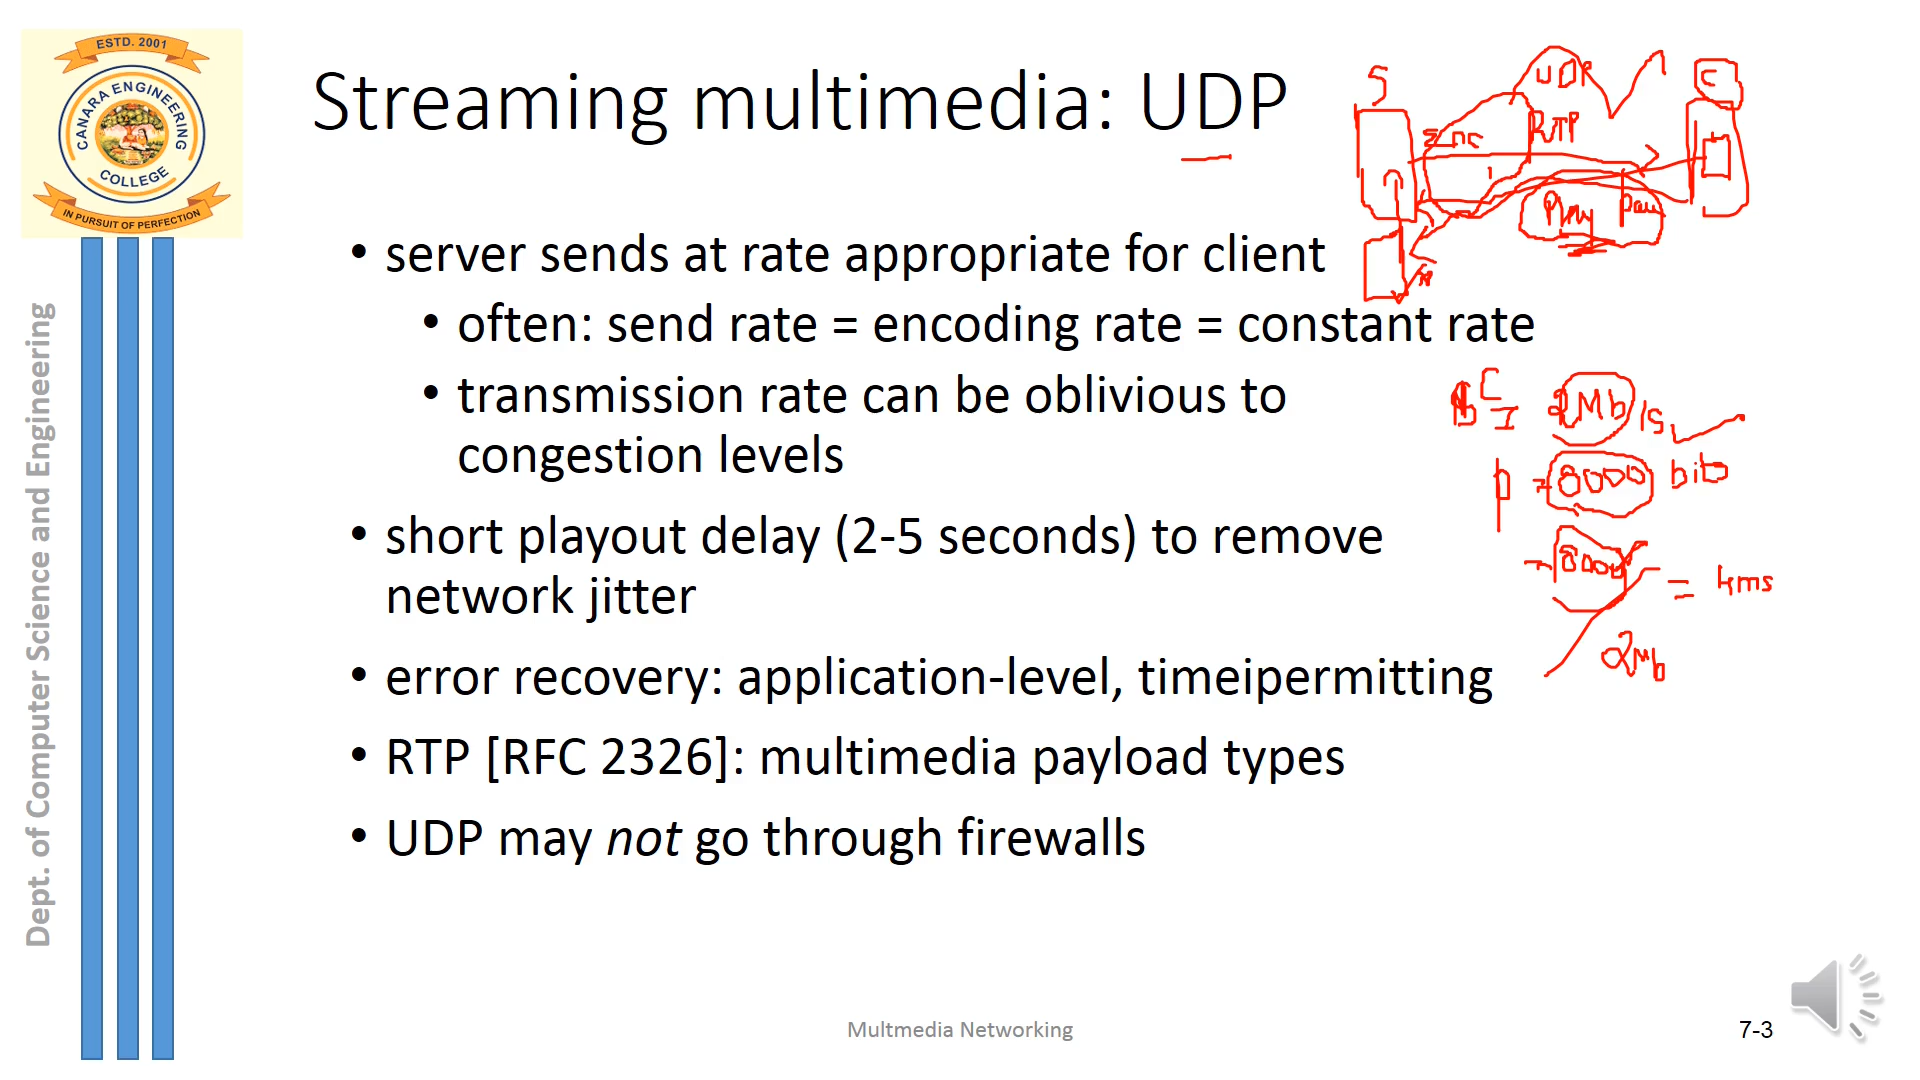 ESTD. 2001
CANARA ENGINEERING
COLLEGE
IN PURSUIT OF PERFECTION
Dept. of Computer Science and Engineering
Streaming multimedia: UDP
S
UDP
C
RTP
Play
Pau
• server sends at rate appropriate for client
• often: send rate = encoding rate = constant rate
• transmission rate can be oblivious to
congestion levels
2Mb/s
8000 bits
8000
2Mb
• short playout delay (2-5 seconds) to remove
network jitter
• error recovery: application-level, timeipermitting
• RTP [RFC 2326]: multimedia payload types
• UDP may not go through firewalls
Multmedia Networking
7-3